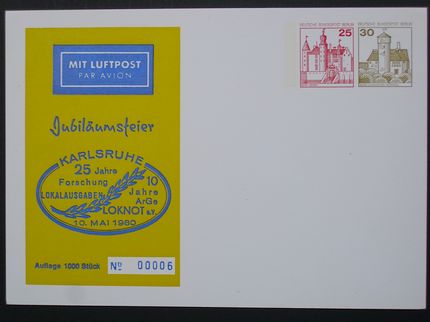 MIT LUFTPOST
PAR AVION
DEUTSCHE BUNDESPOST BERLIN
25
DEUTSCHE BUNDESPOST BERLIN
30
Jubiläumsfeier
KARLSRUHE
25 Jahre
Forschung
LOKALAUSGABEN
10
Jahre
ArGe
LOKNOT e.V.
10. MAI 1980
Auflage 1000 Stück
No 00006